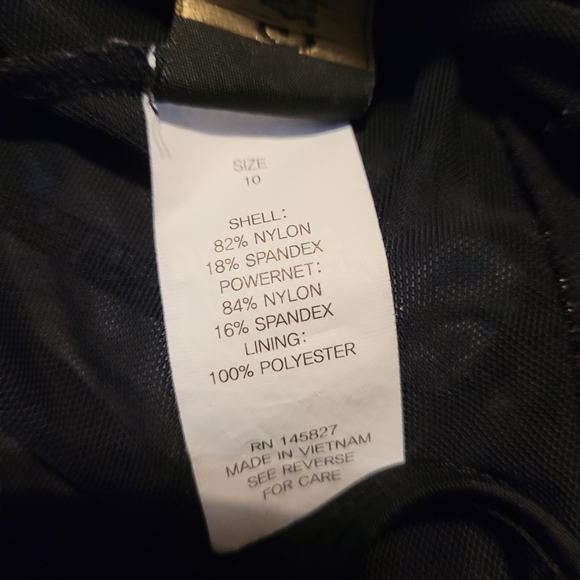 SIZE
10
SHELL:
82% NYLON
18% SPANDEX
POWERNET:
84% NYLON
16% SPANDEX
LINING:
100% POLYESTER
RN 145827
MADE IN VIETNAM
SEE REVERSE
FOR CARE